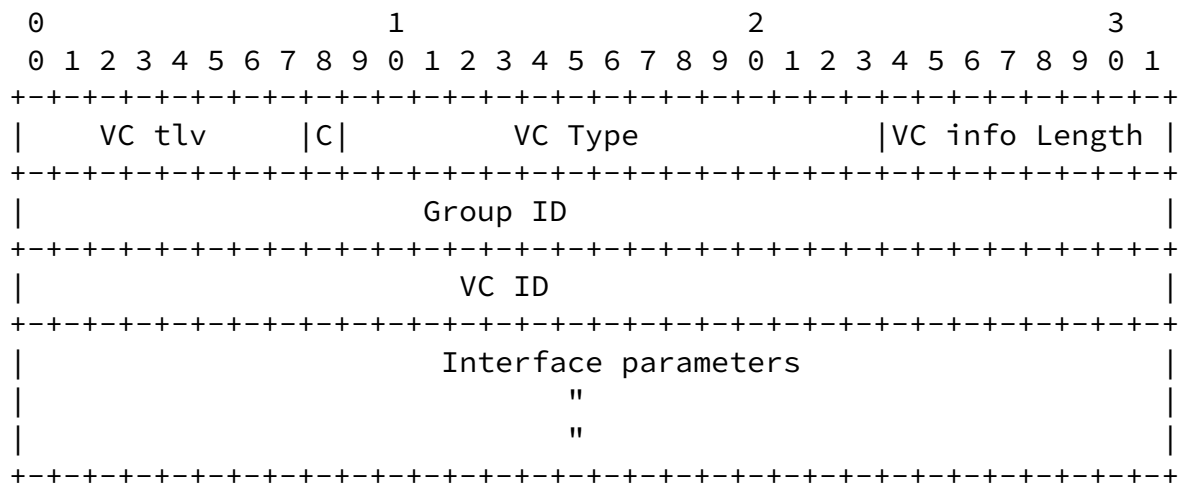 0                   1                   2                   3
 0 1 2 3 4 5 6 7 8 9 0 1 2 3 4 5 6 7 8 9 0 1 2 3 4 5 6 7 8 9 0 1
+-+-+-+-+-+-+-+-+-+-+-+-+-+-+-+-+-+-+-+-+-+-+-+-+-+-+-+-+-+-+-+-+
|    VC tlv     |C|         VC Type             |VC info Length |
+-+-+-+-+-+-+-+-+-+-+-+-+-+-+-+-+-+-+-+-+-+-+-+-+-+-+-+-+-+-+-+-+
|                      Group ID                                 |
+-+-+-+-+-+-+-+-+-+-+-+-+-+-+-+-+-+-+-+-+-+-+-+-+-+-+-+-+-+-+-+-+
|                        VC ID                                  |
+-+-+-+-+-+-+-+-+-+-+-+-+-+-+-+-+-+-+-+-+-+-+-+-+-+-+-+-+-+-+-+-+
|                       Interface parameters                    |
|                              "                                |
|                              "                                |
+-+-+-+-+-+-+-+-+-+-+-+-+-+-+-+-+-+-+-+-+-+-+-+-+-+-+-+-+-+-+-+-+